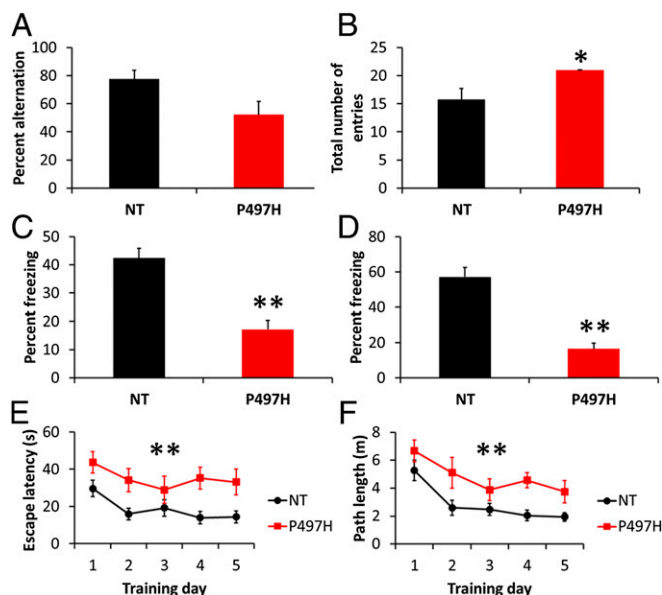 A
Percent alternation
100
80
60
40
20
0
NT
P497H
B
Total number of
entries
25
20
15
10
5
0
*
NT
P497H
C
Percent freezing
50
40
30
20
10
0
**
NT
P497H
D
Percent freezing
80
60
40
20
0
**
NT
P497H
E
Escape latency (s)
60
40
20
0
**
1 2 3 4 5
Training day
NT
P497H
F
Path length (m)
8
6
4
2
0
**
1 2 3 4 5
Training day
NT
P497H